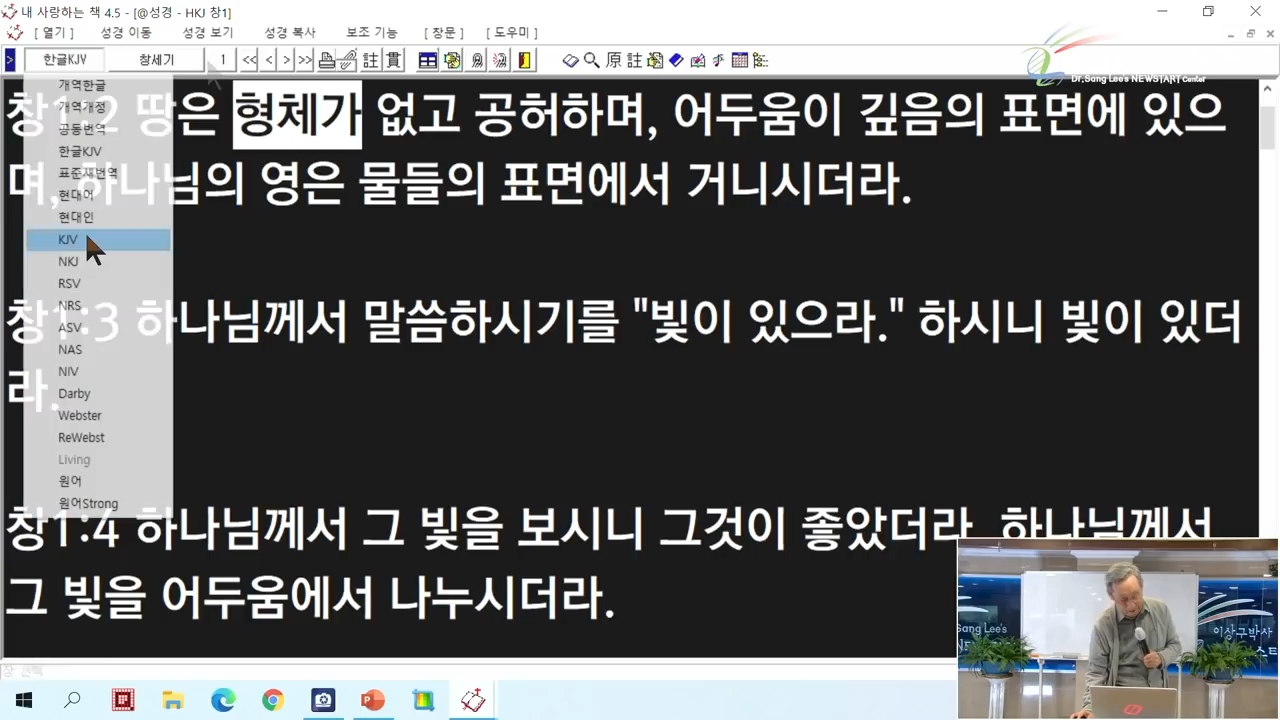 내 사랑하는 책 4.5 - [@성경 - HKJ 창1]
[ 열기 ] 성경 이동 성경 보기 성경 복사 보조 기능 [ 창문 ] [ 도우미 ]
> 한글KJV 창세기 1 << < > >> 註 貫 原 註
Dr.Sang Lee's NEWSTART Center
개역한글
개역개정
공동번역
한글KJV
표준재번역
현대어
현대인
KJV
NKJ
RSV
NRS
ASV
NAS
NIV
Darby
Webster
ReWebst
Living
원어
원어Strong
창1:2 땅은 형체가 없고 공허하며, 어두움이 깊음의 표면에 있으
며, 하나님의 영은 물들의 표면에서 거니시더라.
창1:3 하나님께서 말씀하시기를 "빛이 있으라." 하시니 빛이 있더
라.
창1:4 하나님께서 그 빛을 보시니 그것이 좋았더라. 하나님께서
그 빛을 어두움에서 나누시더라.
Sang Lee's
이상구박사